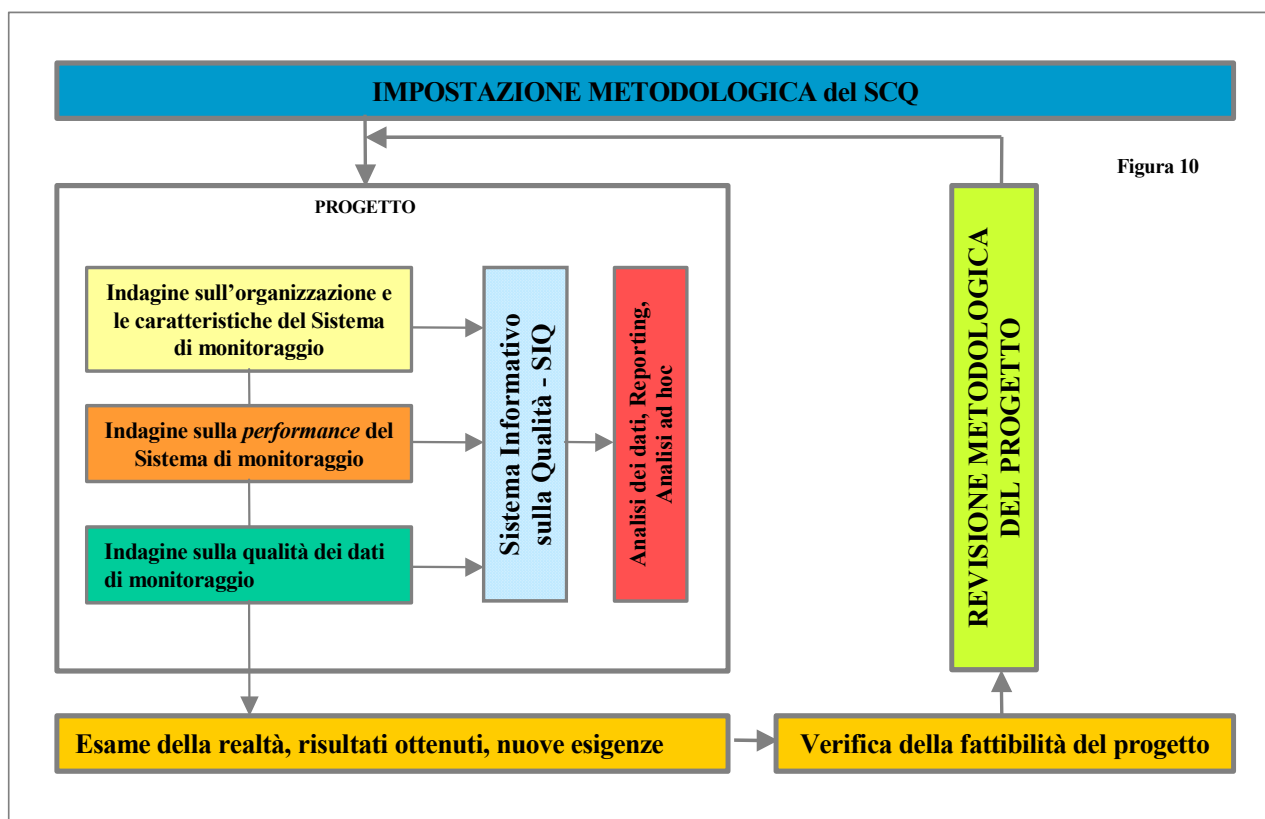 IMPOSTAZIONE METODOLOGICA del SCQ
Figura 10
PROGETTO
Indagine sull’organizzazione e
le caratteristiche del Sistema
di monitoraggio
Indagine sulla performance del
Sistema di monitoraggio
Indagine sulla qualità dei dati
di monitoraggio
Sistema Informativo
sulla Qualità - SIQ
Analisi dei dati, Reporting,
Analisi ad hoc
REVISIONE METODOLOGICA
DEL PROGETTO
Esame della realtà, risultati ottenuti, nuove esigenze
Verifica della fattibilità del progetto